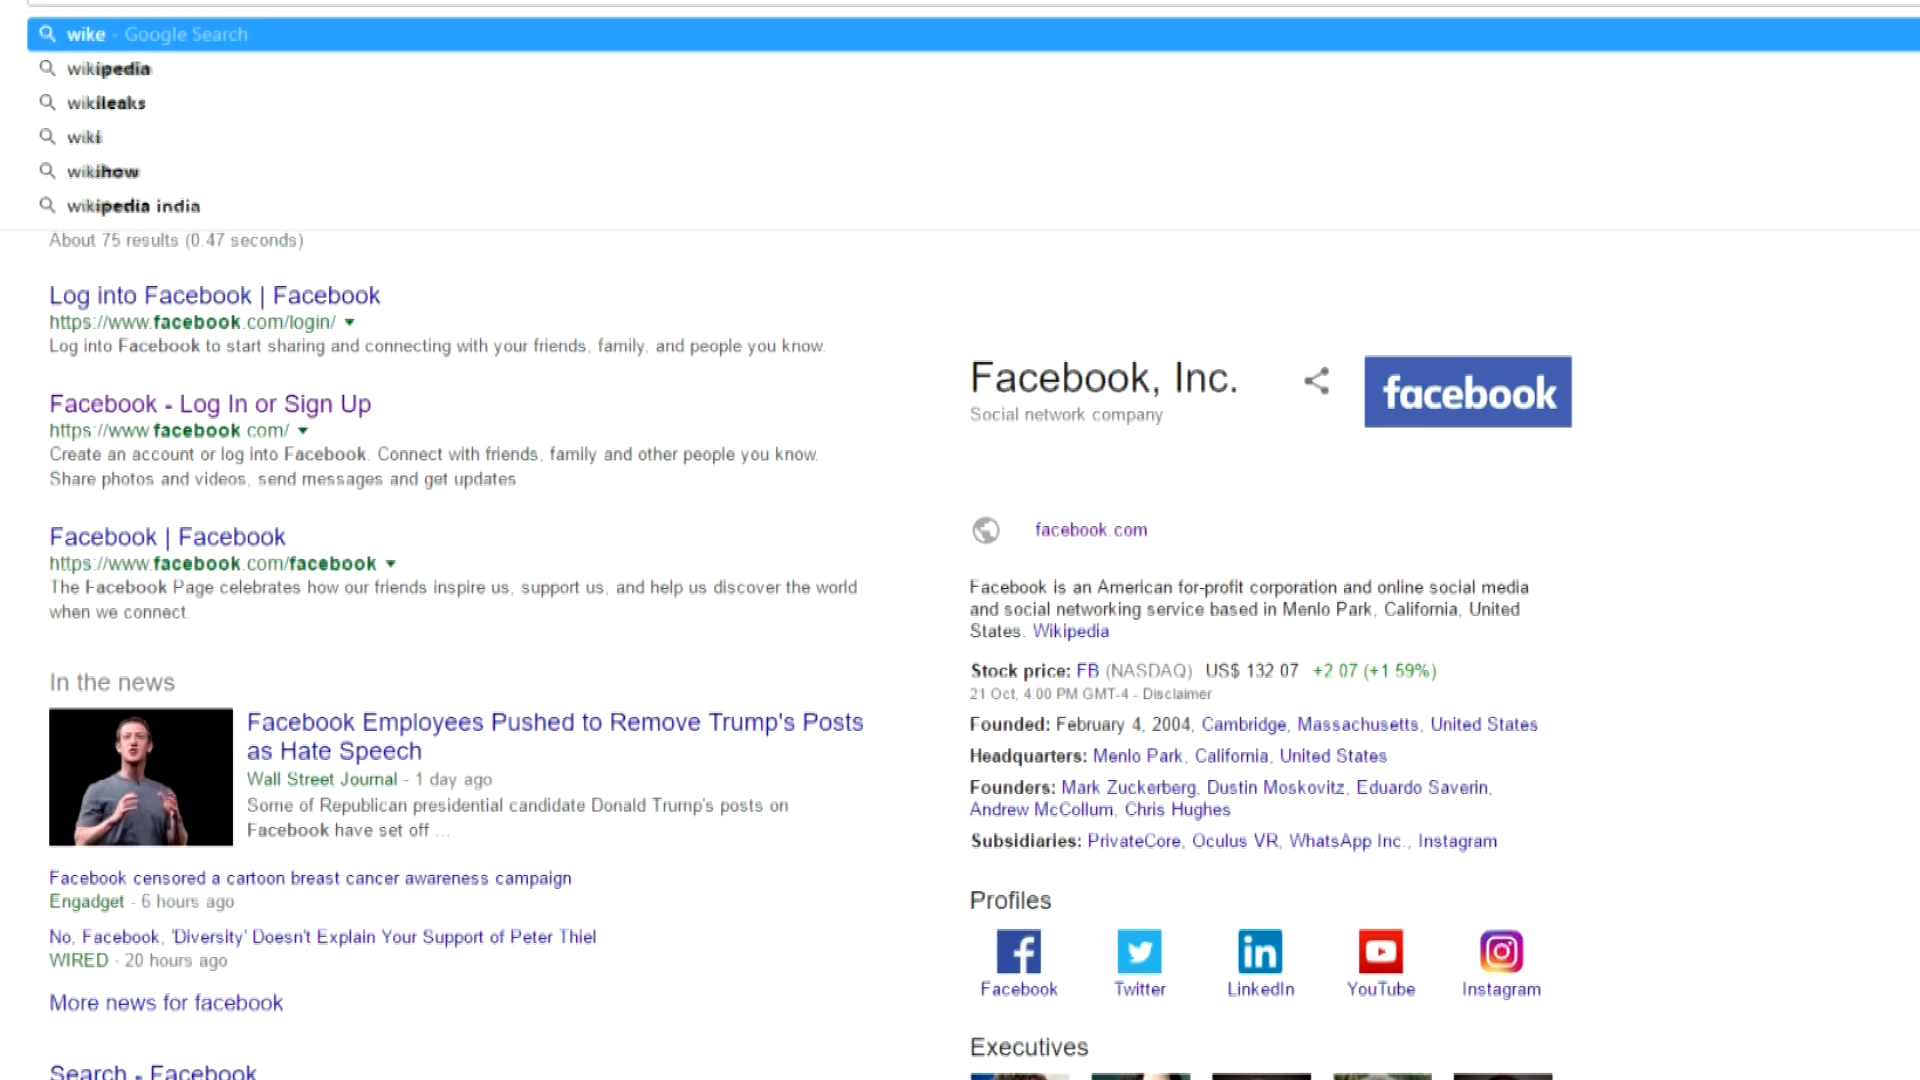 wike - Google Search
wikipedia
wikileaks
wiki
wikihow
wikipedia india
About 75 results (0.47 seconds)
Log into Facebook | Facebook
https://www.facebook.com/login/
Log into Facebook to start sharing and connecting with your friends, family, and people you know.
Facebook - Log In or Sign Up
https://www.facebook.com/
Create an account or log into Facebook. Connect with friends, family and other people you know.
Share photos and videos, send messages and get updates
Facebook | Facebook
https://www.facebook.com/facebook
The Facebook Page celebrates how our friends inspire us, support us, and help us discover the world
when we connect.
In the news
Facebook Employees Pushed to Remove Trump's Posts
as Hate Speech
Wall Street Journal - 1 day ago
Some of Republican presidential candidate Donald Trump's posts on
Facebook have set off ...
Facebook censored a cartoon breast cancer awareness campaign
Engadget - 6 hours ago
No, Facebook, 'Diversity' Doesn't Explain Your Support of Peter Thiel
WIRED - 20 hours ago
More news for facebook
Search - Facebook
Facebook, Inc.
Social network company
facebook
facebook.com
Facebook is an American for-profit corporation and online social media
and social networking service based in Menlo Park, California, United
States. Wikipedia
Stock price: FB (NASDAQ) US$ 132.07 +2.07 (+1.59%)
21 Oct, 4:00 PM GMT-4 - Disclaimer
Founded: February 4, 2004, Cambridge, Massachusetts, United States
Headquarters: Menlo Park, California, United States
Founders: Mark Zuckerberg, Dustin Moskovitz, Eduardo Saverin,
Andrew McCollum, Chris Hughes
Subsidiaries: PrivateCore, Oculus VR, WhatsApp Inc., Instagram
Profiles
Facebook Twitter LinkedIn YouTube Instagram
Executives